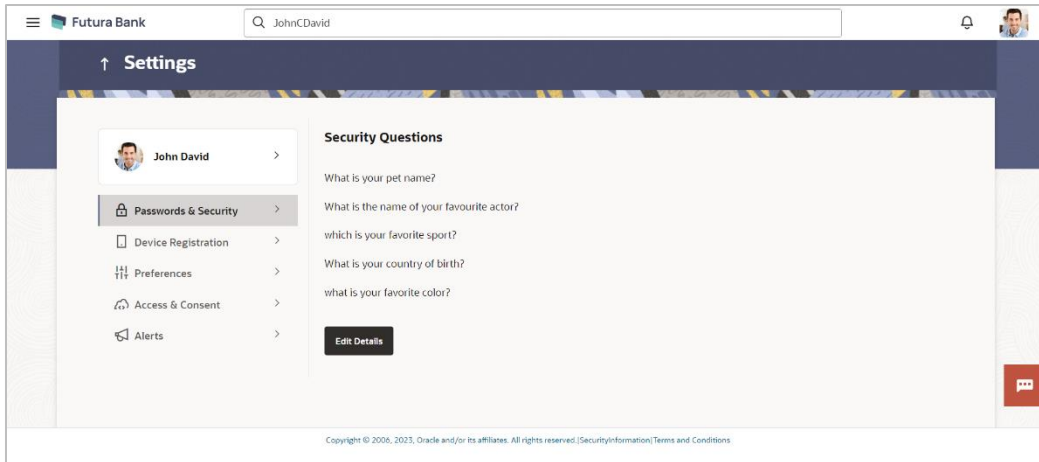 Futura Bank
JohnCDavid
↑ Settings
John David
Passwords & Security
Device Registration
Preferences
Access & Consent
Alerts
Security Questions
What is your pet name?
What is the name of your favourite actor?
which is your favorite sport?
What is your country of birth?
what is your favorite color?
Edit Details
Copyright © 2006, 2023, Oracle and/or its affiliates. All rights reserved.|SecurityInformation|Terms and Conditions